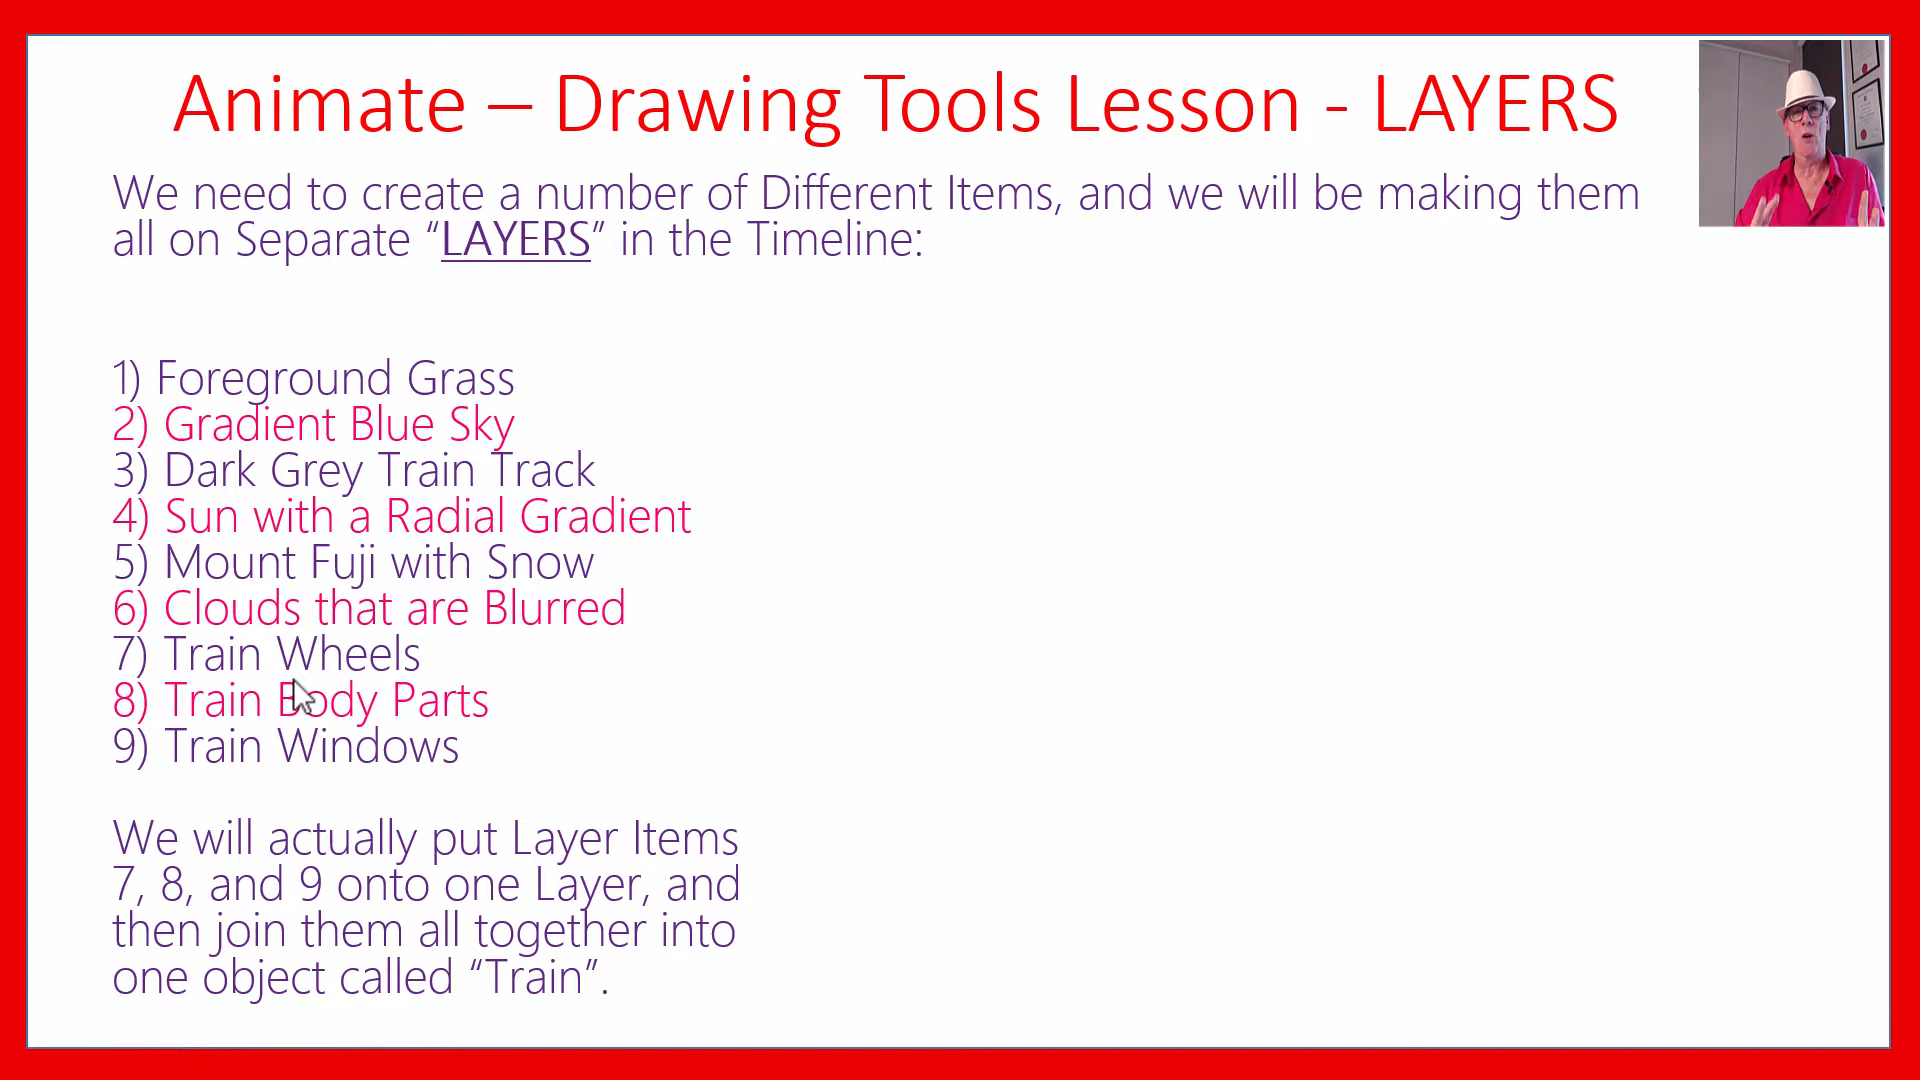 Animate – Drawing Tools Lesson - LAYERS
We need to create a number of Different Items, and we will be making them
all on Separate “LAYERS” in the Timeline:
1) Foreground Grass
2) Gradient Blue Sky
3) Dark Grey Train Track
4) Sun with a Radial Gradient
5) Mount Fuji with Snow
6) Clouds that are Blurred
7) Train Wheels
8) Train Body Parts
9) Train Windows
We will actually put Layer Items
7, 8, and 9 onto one Layer, and
then join them all together into
one object called “Train”.